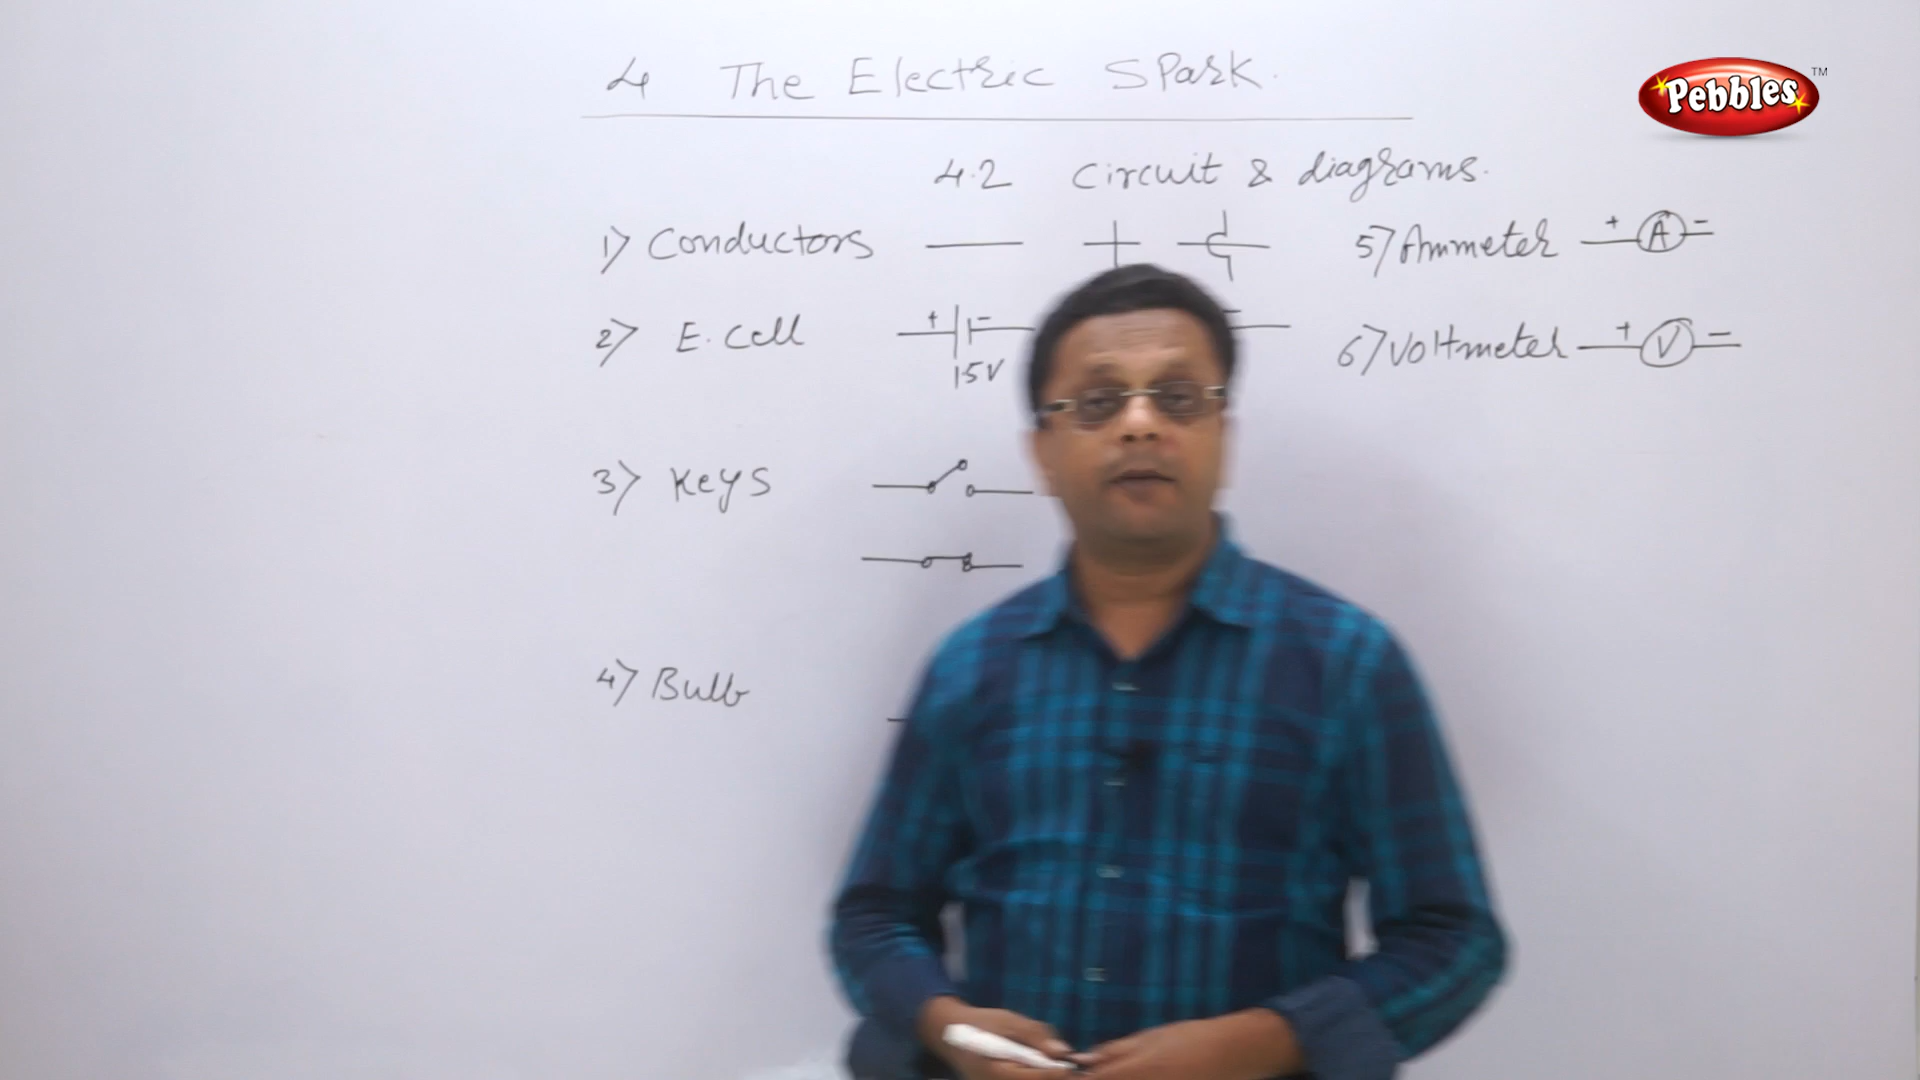 4 The Electric Spark.
Pebbles TM
4.2 Circuit & diagrams.
1) Conductors
5) Ammeter + A -
2) E. Cell + -
1.5V
6) Voltmeter + V -
3) Keys
4) Bulb